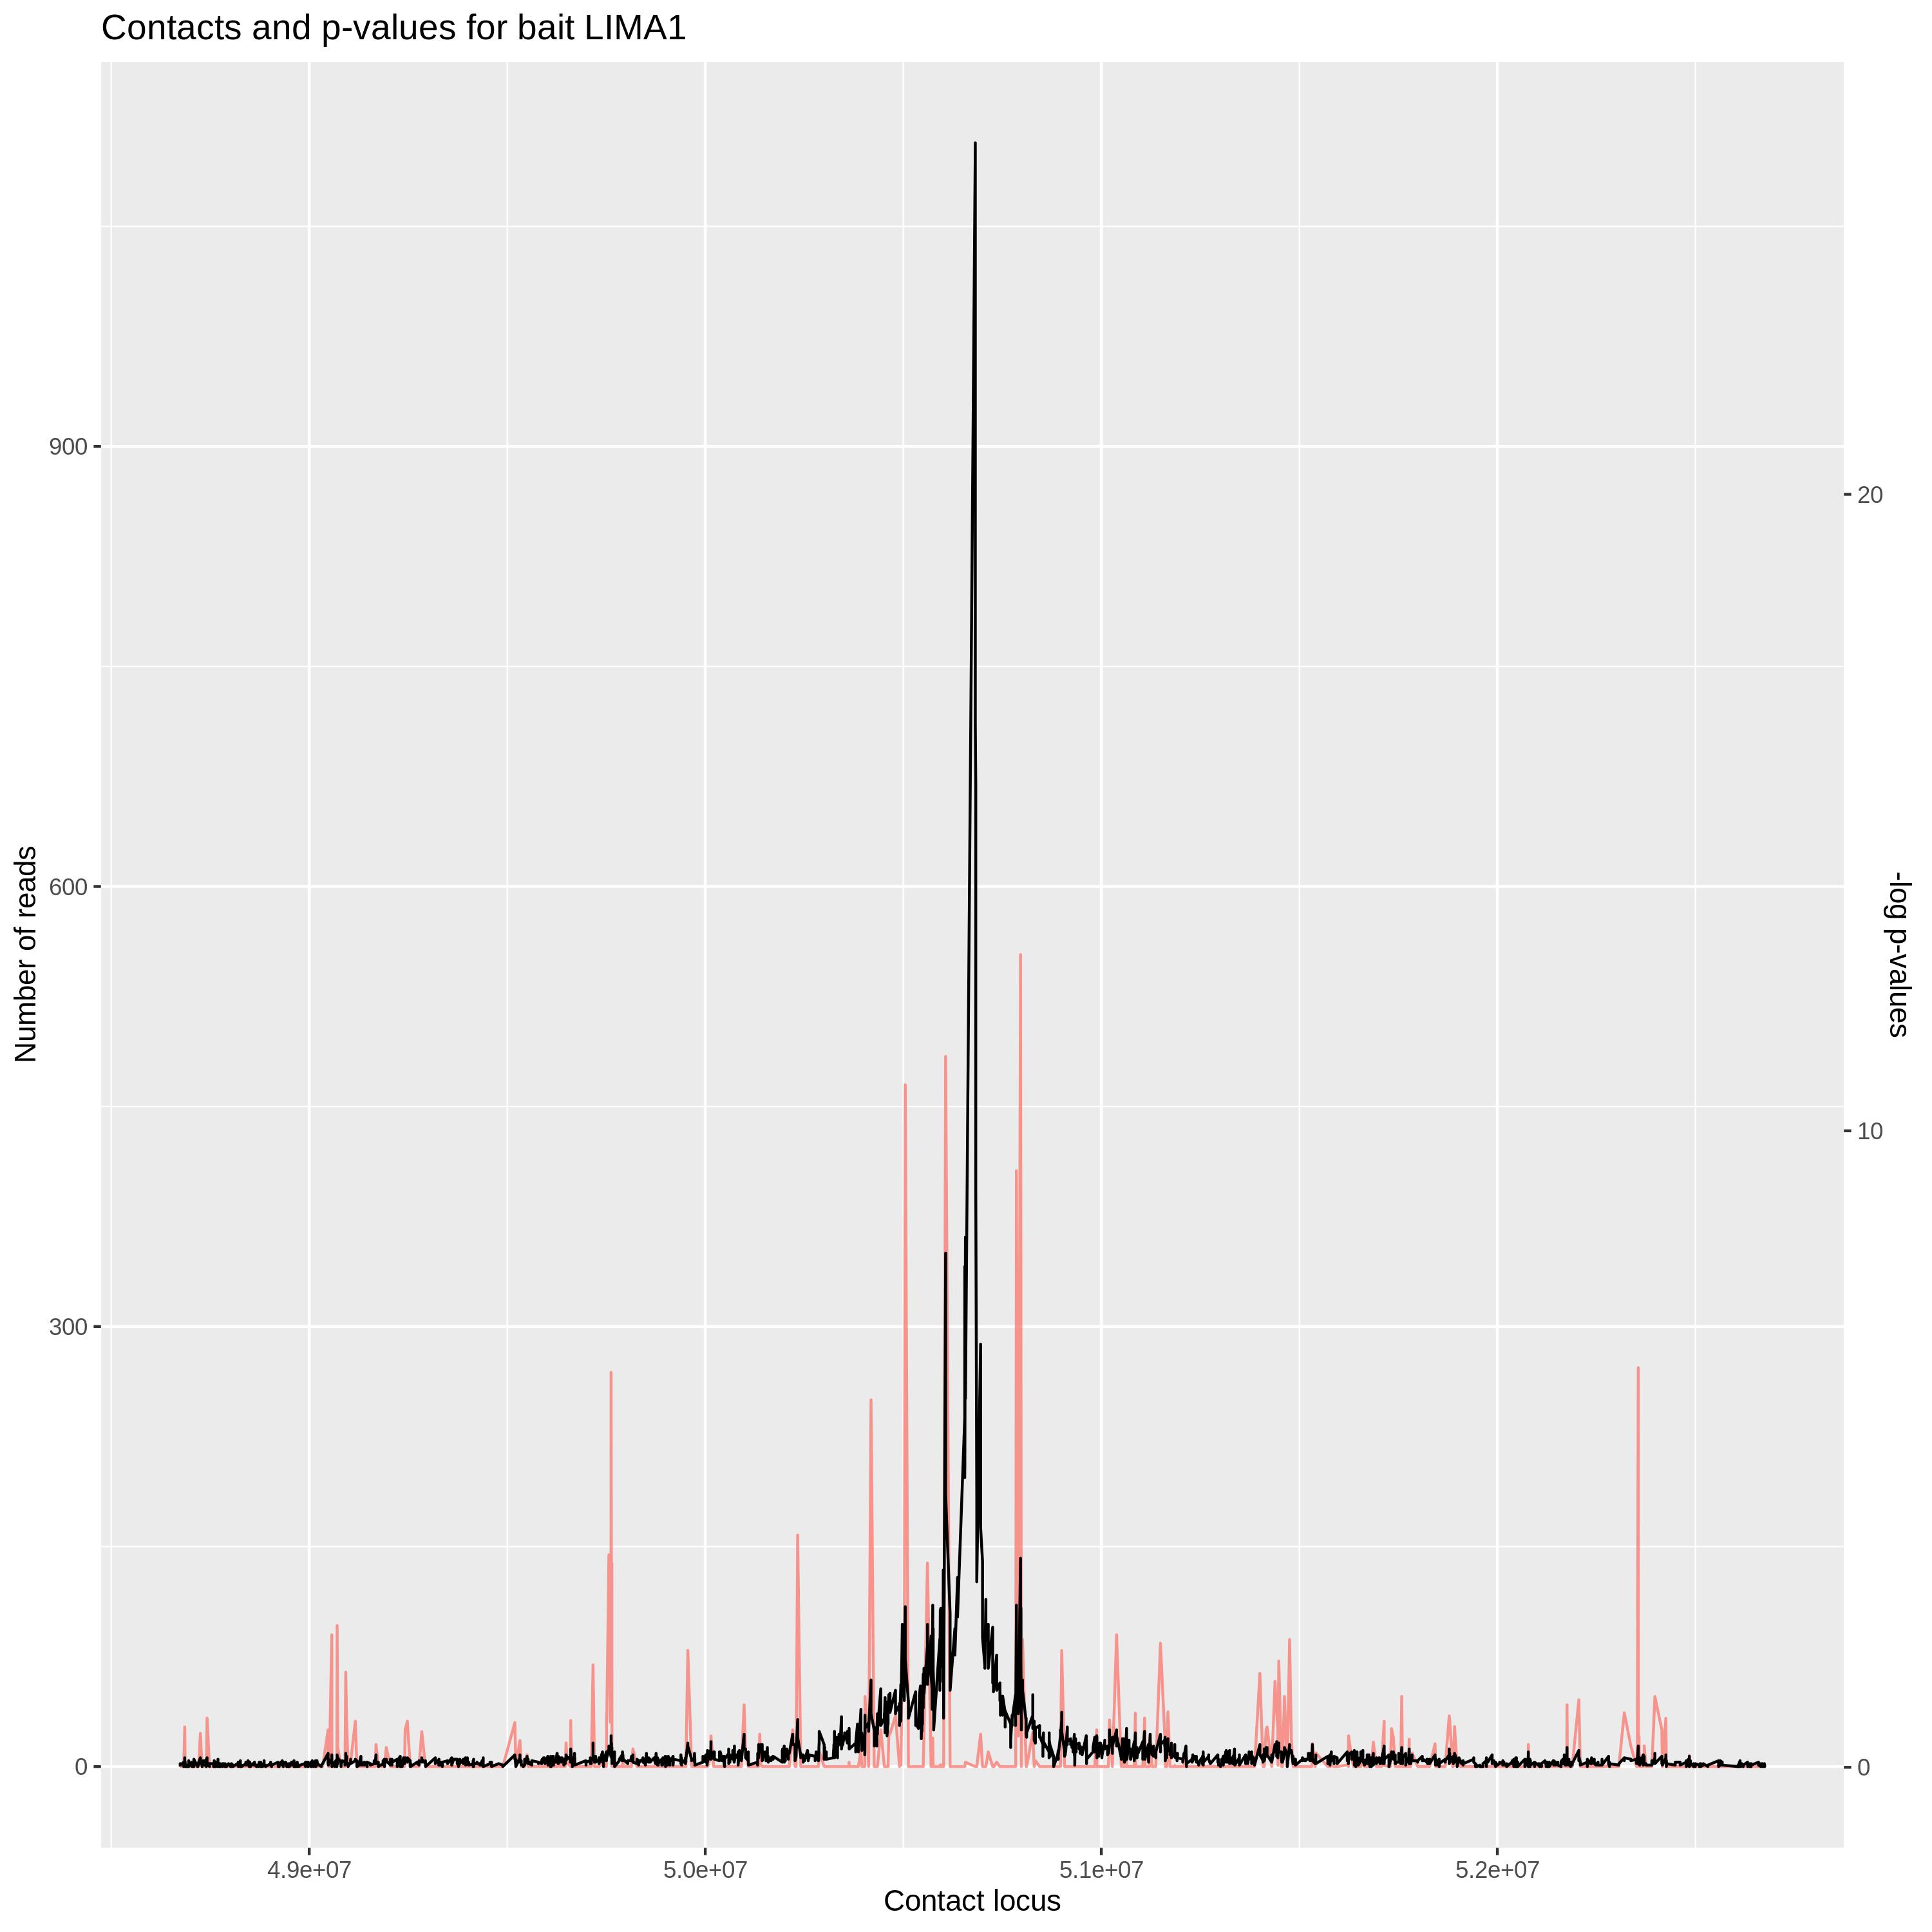 Contacts and p-values for bait LIMA1
900
600
300
0
Number of reads
20
10
0
-log p-values
4.9e+07
5.0e+07
5.1e+07
5.2e+07
Contact locus